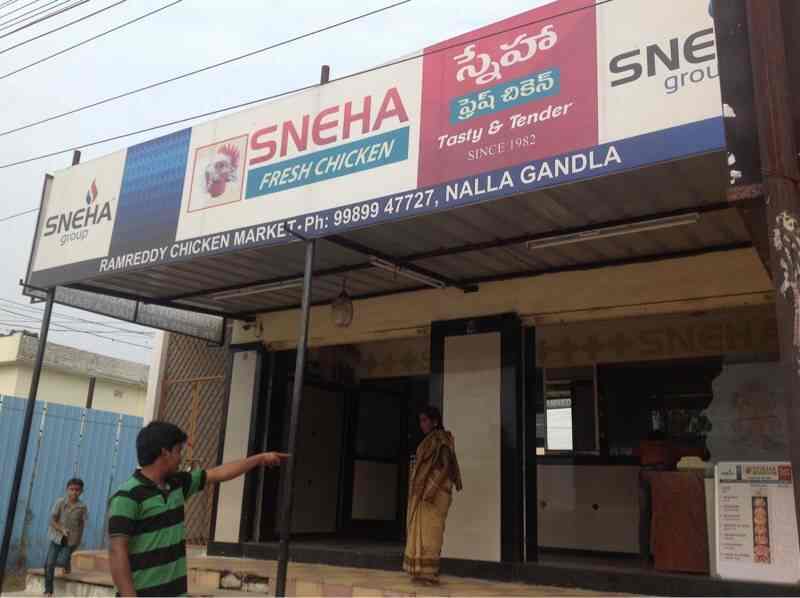 SNEHA
group
SNEHA
FRESH CHICKEN
స్నేహా
ఫ్రెష్ చికెన్
Tasty & Tender
SINCE 1982
SNE
group
RAMREDDY CHICKEN MARKET - Ph: 99899 47727, NALLA GANDLA
SNEHA